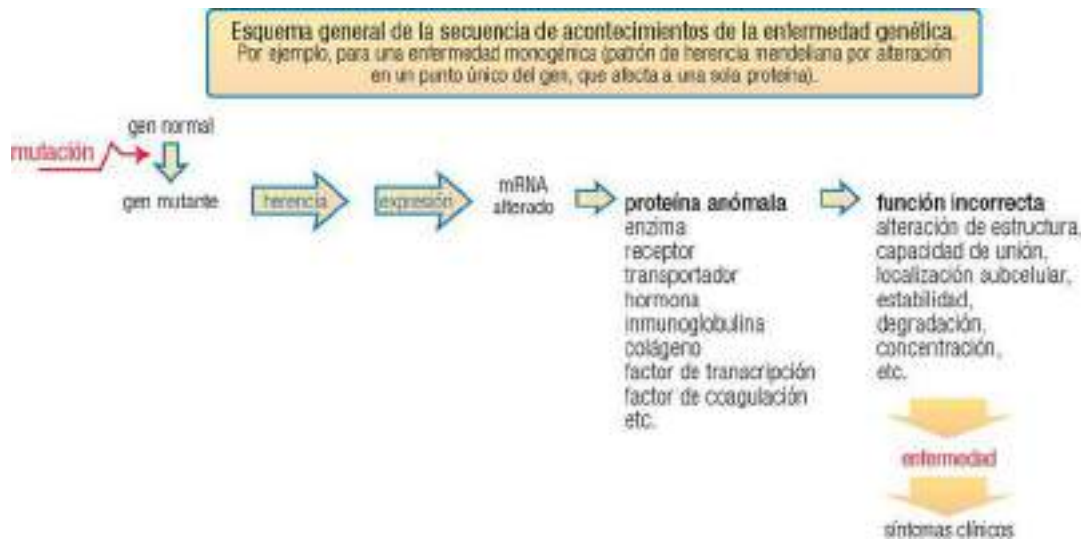 Esquema general de la secuencia de acontecimientos de la enfermedad genética.
Por ejemplo, para una enfermedad monogénica (patrón de herencia mendeliana por alteración
en un punto único del gen, que afecta a una sola proteína).
gen normal
mutación
gen mutante
herencia
expresión
mRNA
alterado
proteína anómala
enzima
receptor
transportador
hormona
inmunoglobulina
colágeno
factor de transcripción
factor de coagulación
etc.
función incorrecta
alteración de estructura,
capacidad de unión,
localización subcelular,
estabilidad,
degradación,
concentración,
etc.
enfermedad
síntomas clínicos